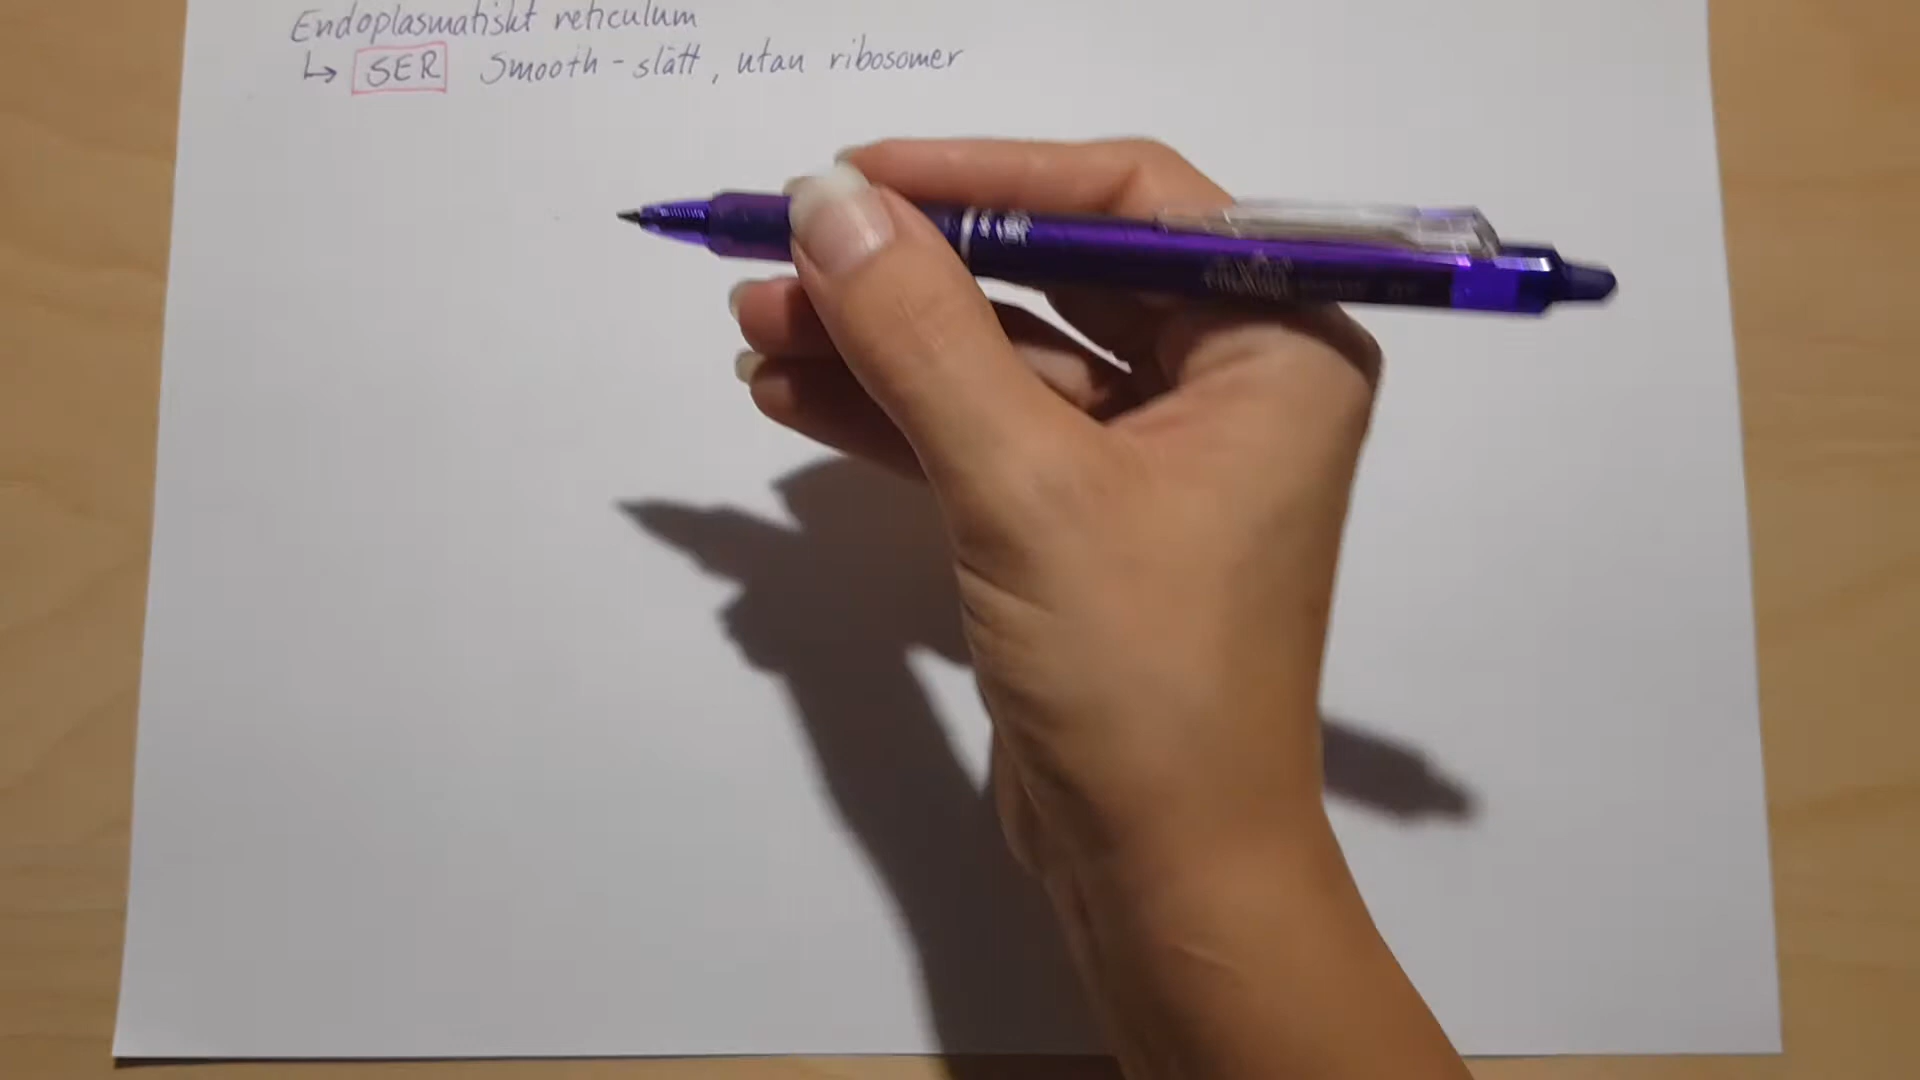 Endoplasmatiskt reticulum
↳ SER Smooth - slätt, utan ribosomer